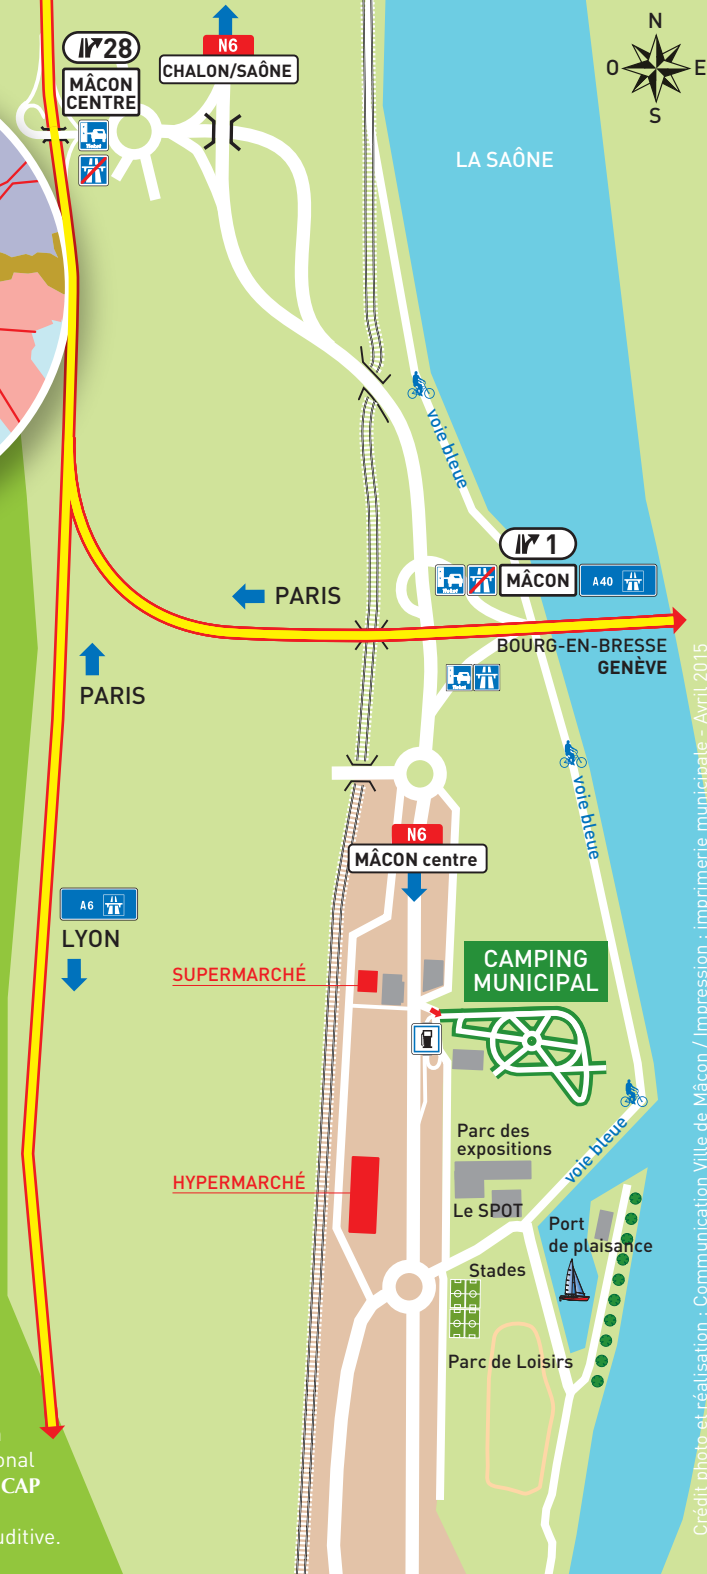 N
O
E
S
28
MÂCON
CENTRE
N6
CHALON/SAÔNE
LA SAÔNE
voie bleue
1
MÂCON
A40
PARIS
BOURG-EN-BRESSE
GENÈVE
PARIS
voie bleue
N6
MÂCON centre
A6
LYON
SUPERMARCHÉ
CAMPING
MUNICIPAL
Parc des
expositions
voie bleue
HYPERMARCHÉ
Le SPOT
Port
de plaisance
Stades
Parc de Loisirs
onal
CAP
uditive.
Crédit photo et réalisation : Communication Ville de Mâcon / Impression : imprimerie municipale - Avril 2015